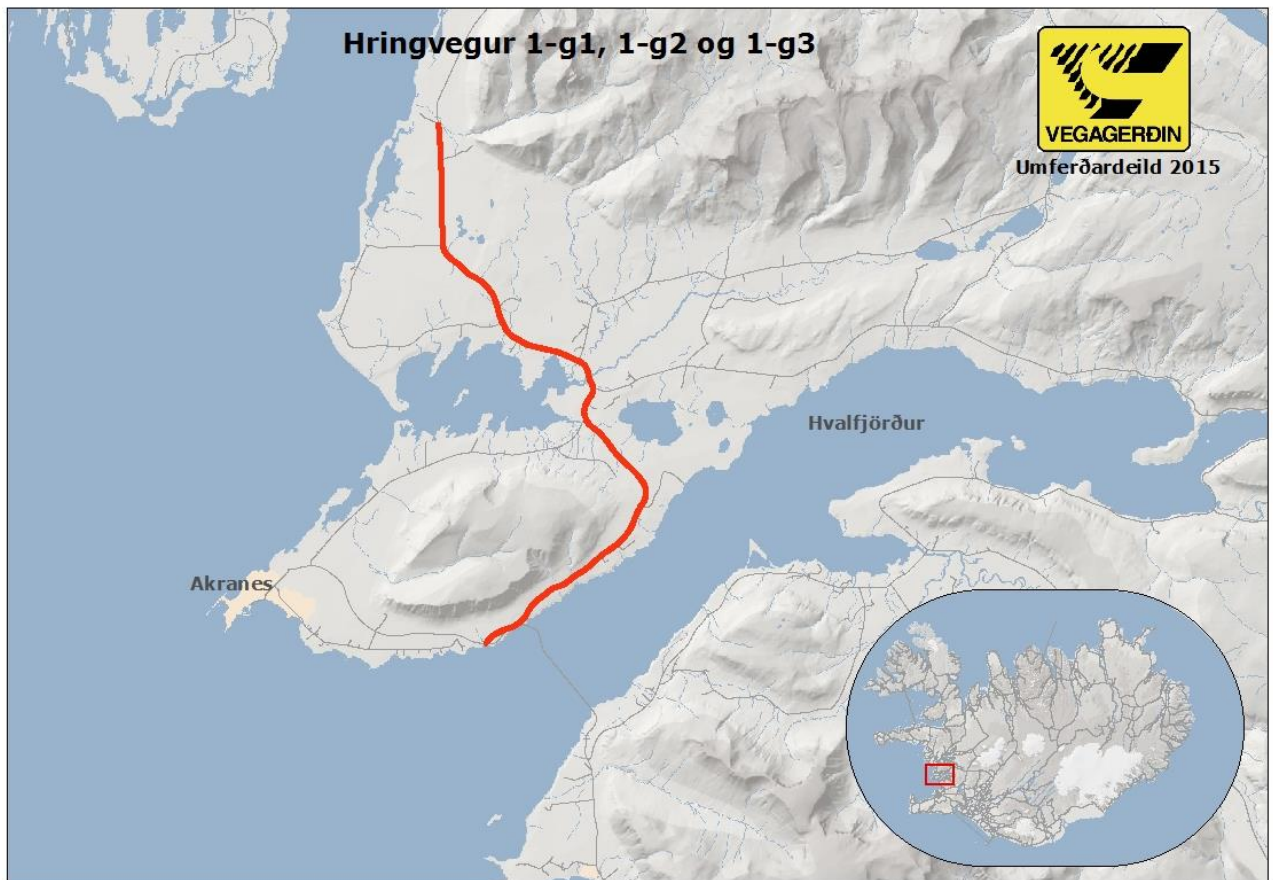 Hringvegur 1-g1, 1-g2 og 1-g3
VEGAGERÐIN
Umferðardeild 2015
Hvalfjörður
Akranes